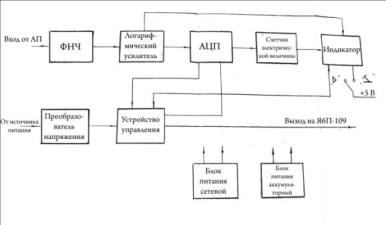 Вход от АП
ФНЧ
Логариф-
мический
усилитель
АЦП
Счетчик
электричес-
кой величины
Индикатор
+5 В
От источника
питания
Преобразо-
ватель
напряжения
Устройство
управления
Выход на Я6П-109
Блок
питания
сетевой
Блок
питания
аккумуля-
торный